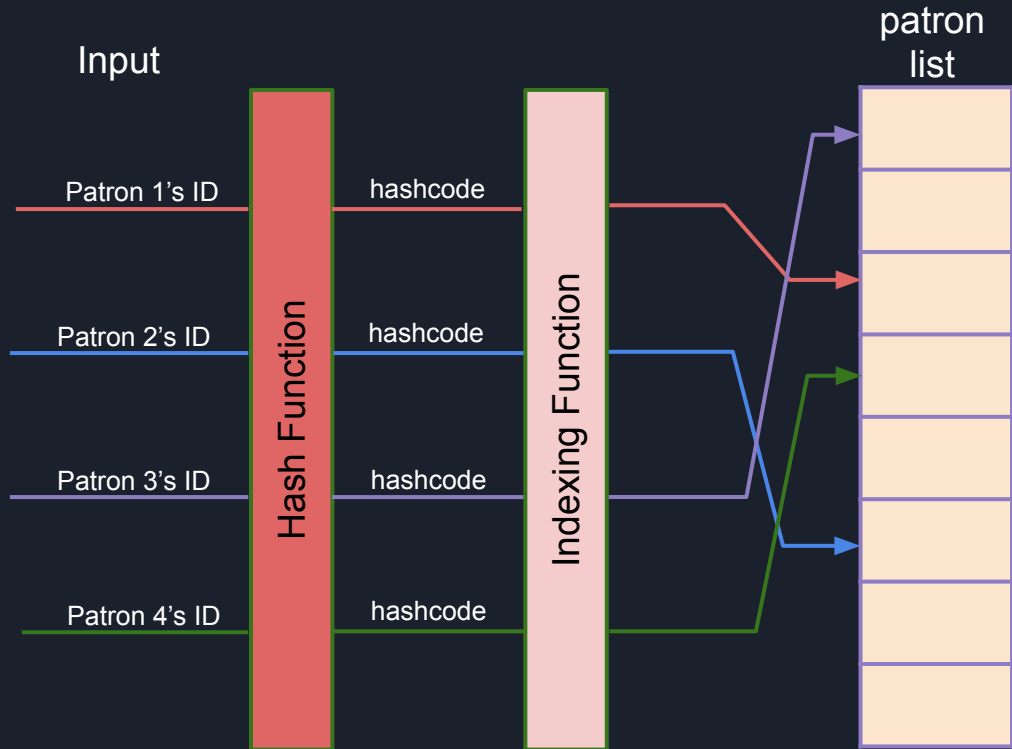 Input
patron
list
Patron 1’s ID
hashcode
Patron 2’s ID
hashcode
Patron 3’s ID
hashcode
Patron 4’s ID
hashcode
Hash Function
Indexing Function